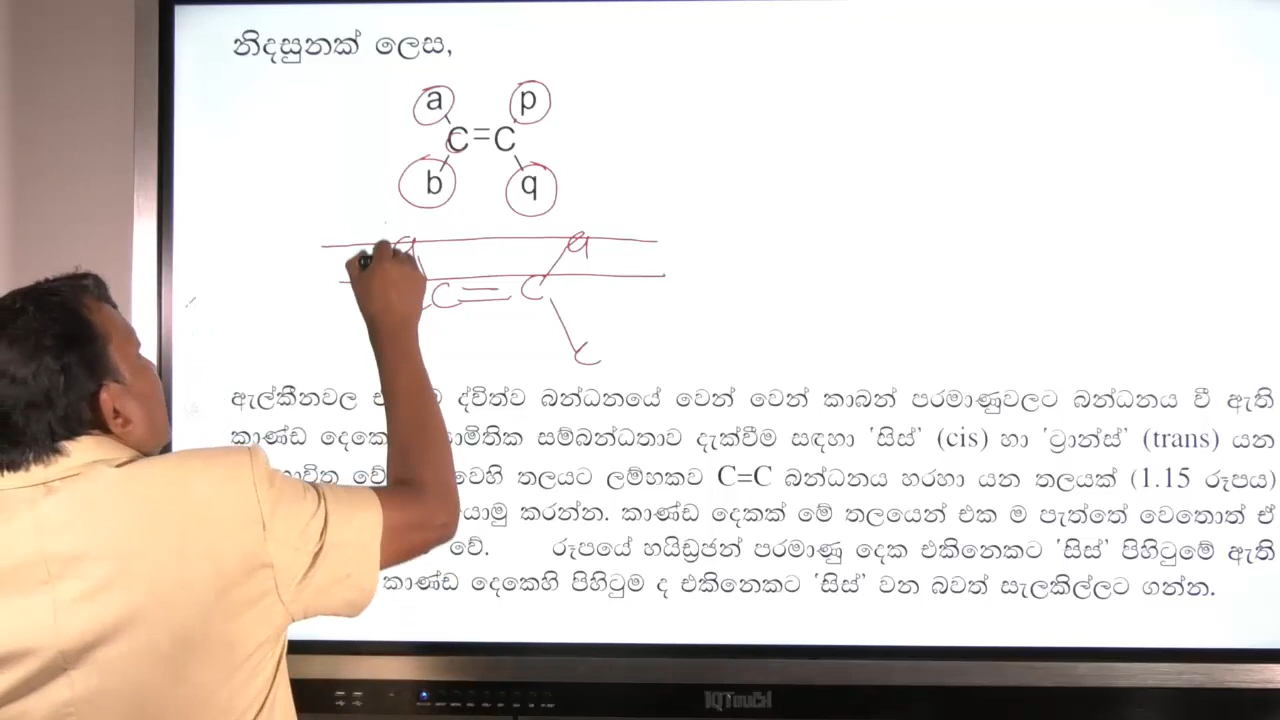 නිදසුනක් ලෙස,
a p
C=C
b q
a a
C = C
C
ඇල්කීනවල ද්විත්ව බන්ධනයේ වෙන් වෙන් කාබන් පරමාණුවලට බන්ධනය වී ඇති
කාණ්ඩ සම්බන්ධතාව දැක්වීම සඳහා 'සිස්' (cis) හා 'ට්‍රාන්ස්' (trans) යන
වේ තලයට ලම්භකව C=C බන්ධනය හරහා යන තලයක් (1.15 රූපය)
කරන්න. කාණ්ඩ දෙකක් මේ තලයෙන් එක ම පැත්තේ වෙතොත් ඒ
වේ. රූපයේ හයිඩ්‍රජන් පරමාණු දෙක එකිනෙකට 'සිස්' පිහිටුමේ ඇති
කාණ්ඩ දෙකෙහි පිහිටුම ද එකිනෙකට 'සිස්' වන බවත් සැලකිල්ලට ගන්න.
IQTouch